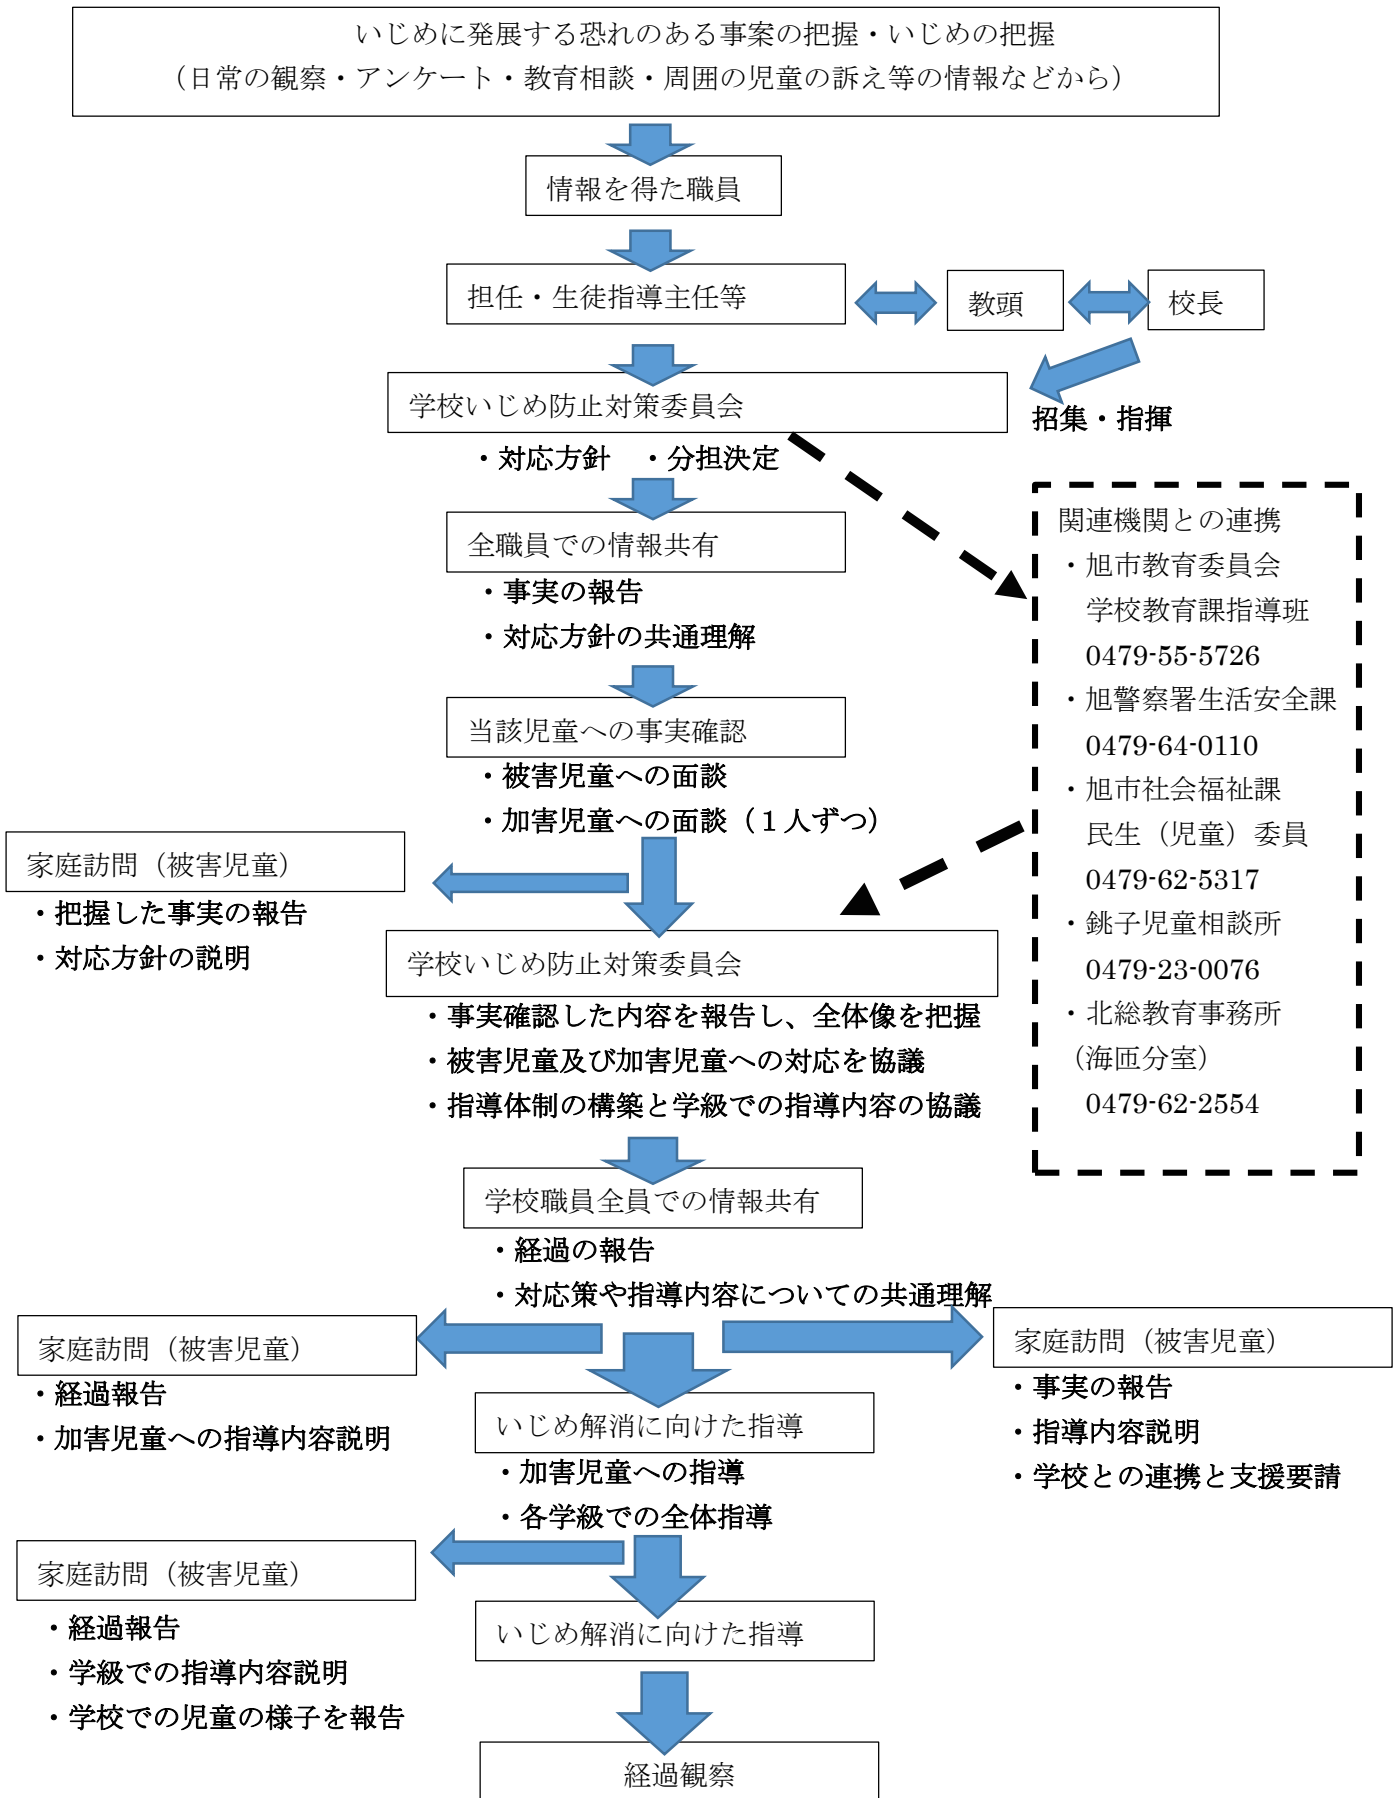 いじめに発展する恐れのある事案の把握・いじめの把握
（日常の観察・アンケート・教育相談・周囲の児童の訴え等の情報などから）
情報を得た職員
担任・生徒指導主任等
教頭
校長
学校いじめ防止対策委員会
招集・指揮
・対応方針　・分担決定
全職員での情報共有
・事実の報告
・対応方針の共通理解
関連機関との連携
・旭市教育委員会
学校教育課指導班
0479-55-5726
・旭警察署生活安全課
0479-64-0110
・旭市社会福祉課
民生（児童）委員
0479-62-5317
・銚子児童相談所
0479-23-0076
・北総教育事務所
（海匝分室）
0479-62-2554
当該児童への事実確認
・被害児童への面談
・加害児童への面談（１人ずつ）
家庭訪問（被害児童）
・把握した事実の報告
・対応方針の説明
学校いじめ防止対策委員会
・事実確認した内容を報告し、全体像を把握
・被害児童及び加害児童への対応を協議
・指導体制の構築と学級での指導内容の協議
学校職員全員での情報共有
・経過の報告
・対応策や指導内容についての共通理解
家庭訪問（被害児童）
・経過報告
・加害児童への指導内容説明
家庭訪問（被害児童）
・事実の報告
・指導内容説明
・学校との連携と支援要請
いじめ解消に向けた指導
・加害児童への指導
・各学級での全体指導
家庭訪問（被害児童）
・経過報告
・学級での指導内容説明
・学校での児童の様子を報告
いじめ解消に向けた指導
経過観察